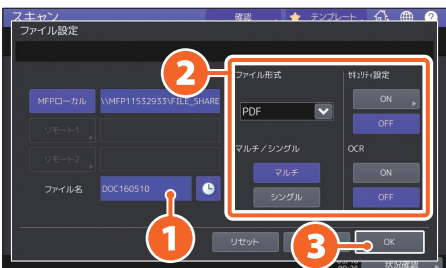 スキャン
確認
テンプレート
ファイル設定
ファイル形式
セキュリティ設定
MFPローカル
\\MFP11532933\FILE_SHARE
PDF
ON
OFF
リモート1
リモート2
マルチ／シングル
OCR
マルチ
ON
ファイル名
DOC160510
シングル
OFF
1
2
3
リセット
OK
状況確認